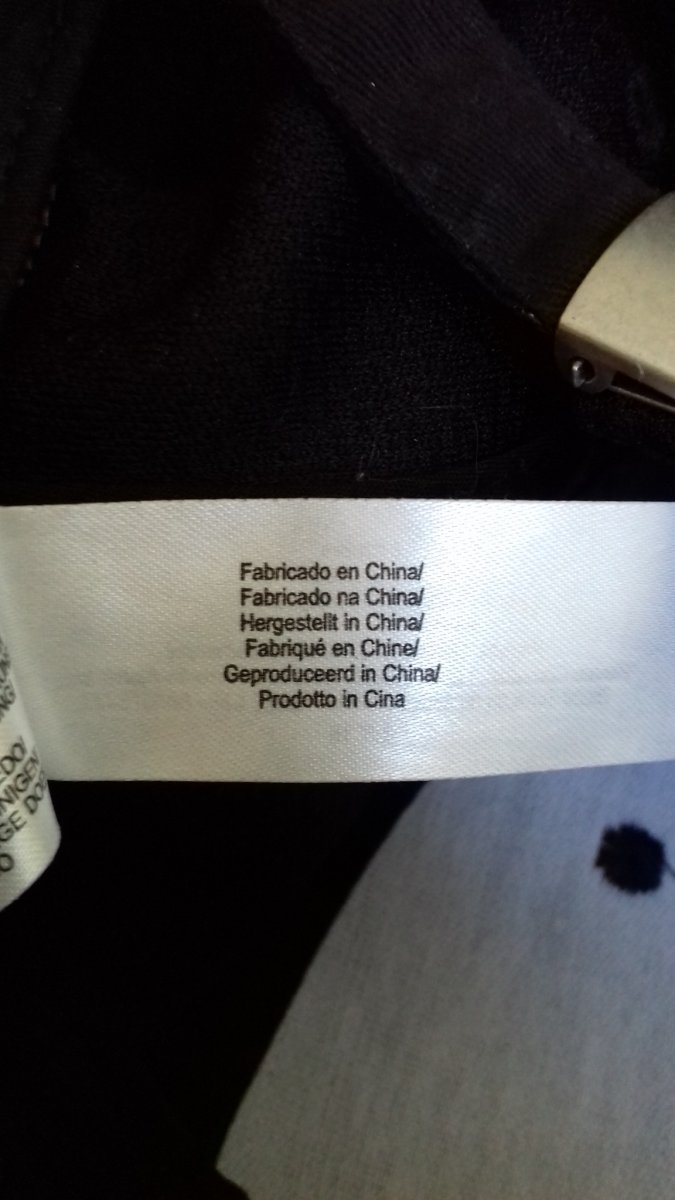 Fabricado en China/
Fabricado na China/
Hergestellt in China/
Fabriqué en Chine/
Geproduceerd in China/
Prodotto in Cina